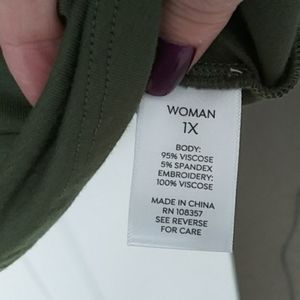 WOMAN
1X
BODY:
95% VISCOSE
5% SPANDEX
EMBROIDERY:
100% VISCOSE
MADE IN CHINA
RN 108357
SEE REVERSE
FOR CARE